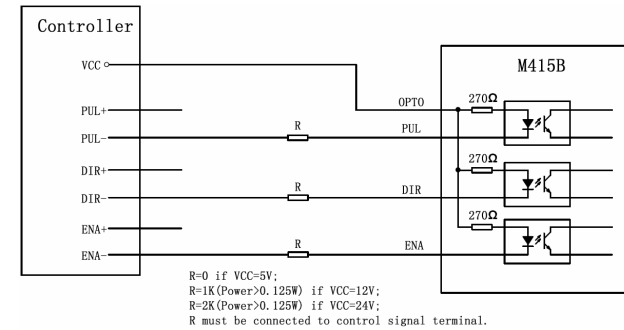 Controller
M415B
VCC
OPTO
270Ω
PUL+
PUL-
R
PUL
270Ω
DIR+
DIR-
R
DIR
270Ω
ENA+
ENA-
R
ENA
R=0 if VCC=5V;
R=1K(Power>0.125W) if VCC=12V;
R=2K(Power>0.125W) if VCC=24V;
R must be connected to control signal terminal.